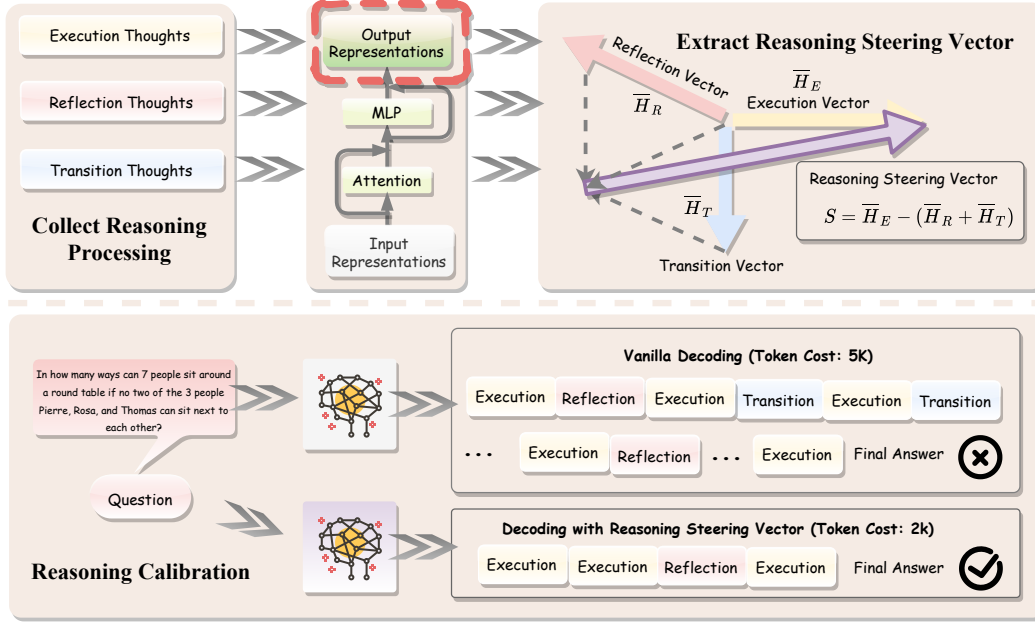 Execution Thoughts
Reflection Thoughts
Transition Thoughts
Collect Reasoning
Processing
Output
Representations
MLP
Attention
Input
Representations
Extract Reasoning Steering Vector
Reflection Vector
H̅_R
H̅_E
Execution Vector
H̅_T
Transition Vector
Reasoning Steering Vector
S = H̅_E − (H̅_R + H̅_T)
In how many ways can 7 people sit around
a round table if no two of the 3 people
Pierre, Rosa, and Thomas can sit next to
each other?
Question
Reasoning Calibration
Vanilla Decoding (Token Cost: 5K)
Execution Reflection Execution Transition Execution Transition
... Execution Reflection ... Execution Final Answer
Decoding with Reasoning Steering Vector (Token Cost: 2k)
Execution Execution Reflection Execution Final Answer